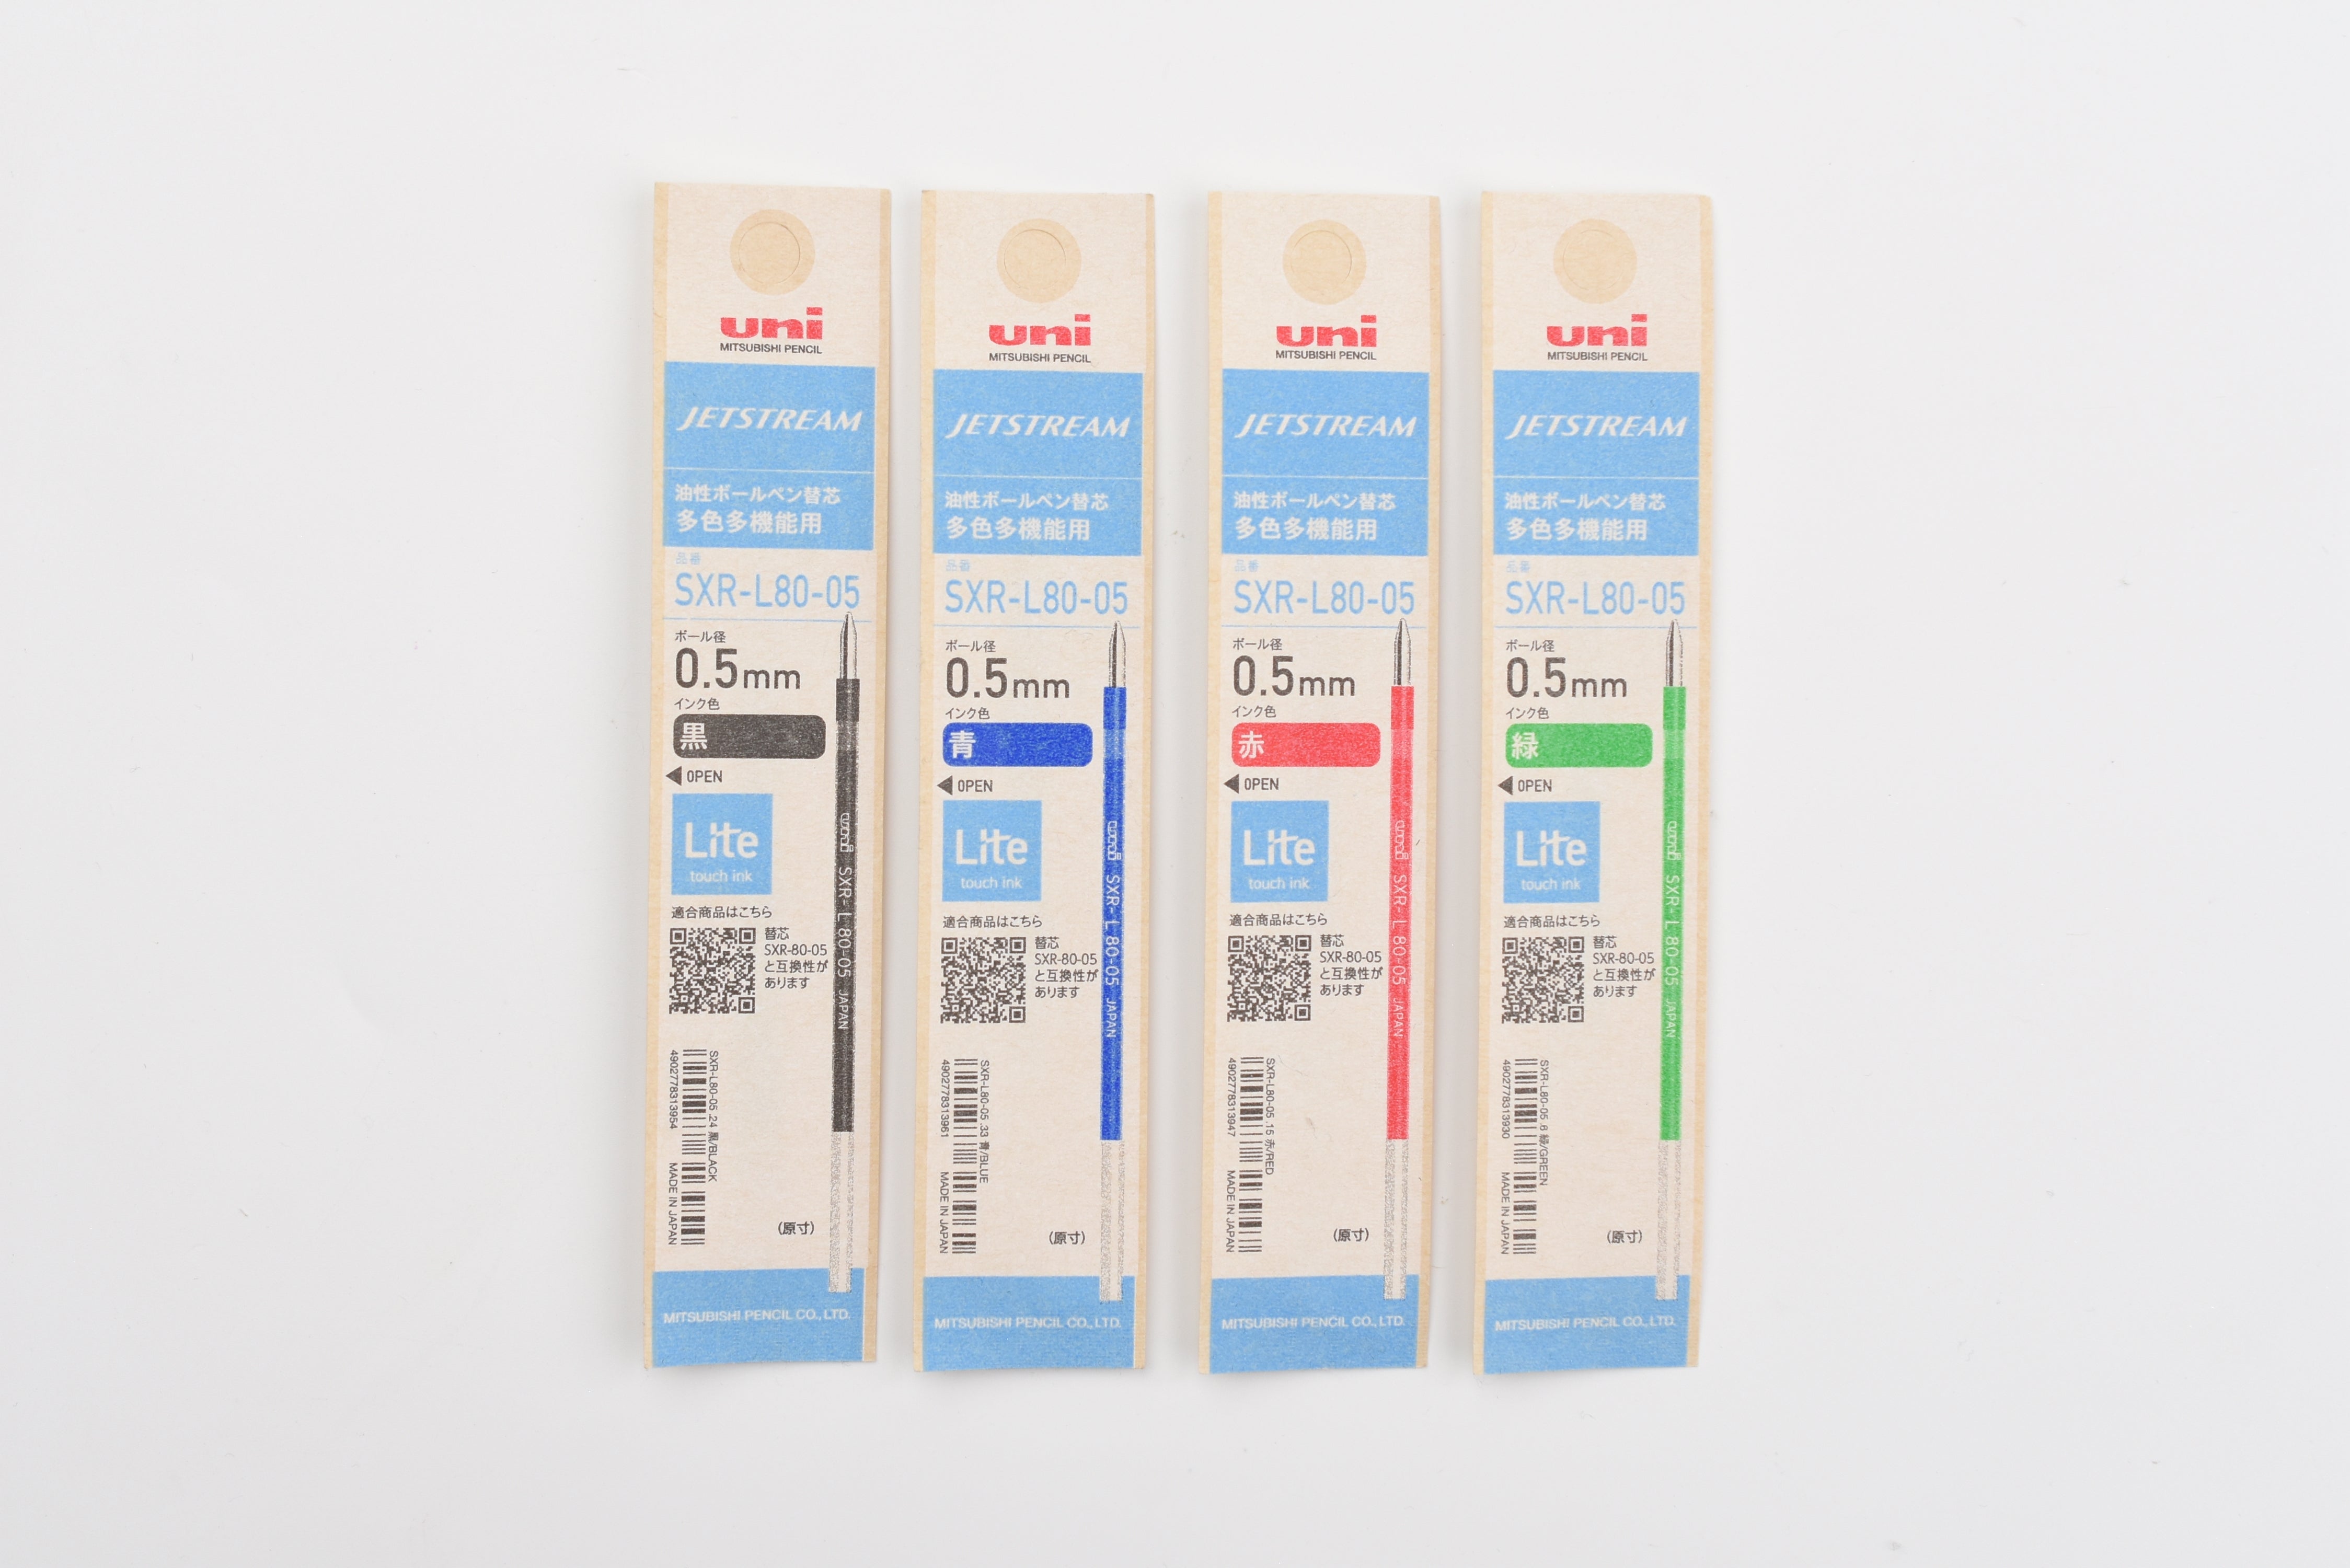 uni
MITSUBISHI PENCIL
JETSTREAM
油性ボールペン替芯
多色多機能用
品番
SXR-L80-05
ボール径
0.5mm
インク色
黒
◀OPEN
Lite
touch ink
適合商品はこちら
替芯
SXR-80-05
と互換性が
あります
uni SXR-L80-05 JAPAN
SXR-L80-05 .24 黒/BLACK
4902778313954 MADE IN JAPAN
(原寸)
MITSUBISHI PENCIL CO., LTD.
uni
MITSUBISHI PENCIL
JETSTREAM
油性ボールペン替芯
多色多機能用
品番
SXR-L80-05
ボール径
0.5mm
インク色
青
◀OPEN
Lite
touch ink
適合商品はこちら
替芯
SXR-80-05
と互換性が
あります
uni SXR-L80-05 JAPAN
SXR-L80-05 .33 青/BLUE
4902778313961 MADE IN JAPAN
(原寸)
MITSUBISHI PENCIL CO., LTD.
uni
MITSUBISHI PENCIL
JETSTREAM
油性ボールペン替芯
多色多機能用
品番
SXR-L80-05
ボール径
0.5mm
インク色
赤
◀OPEN
Lite
touch ink
適合商品はこちら
替芯
SXR-80-05
と互換性が
あります
uni SXR-L80-05 JAPAN
SXR-L80-05 .15 赤/RED
4902778313947 MADE IN JAPAN
(原寸)
MITSUBISHI PENCIL CO., LTD.
uni
MITSUBISHI PENCIL
JETSTREAM
油性ボールペン替芯
多色多機能用
品番
SXR-L80-05
ボール径
0.5mm
インク色
緑
◀OPEN
Lite
touch ink
適合商品はこちら
替芯
SXR-80-05
と互換性が
あります
uni SXR-L80-05 JAPAN
SXR-L80-05 .6 緑/GREEN
4902778313930 MADE IN JAPAN
(原寸)
MITSUBISHI PENCIL CO., LTD.